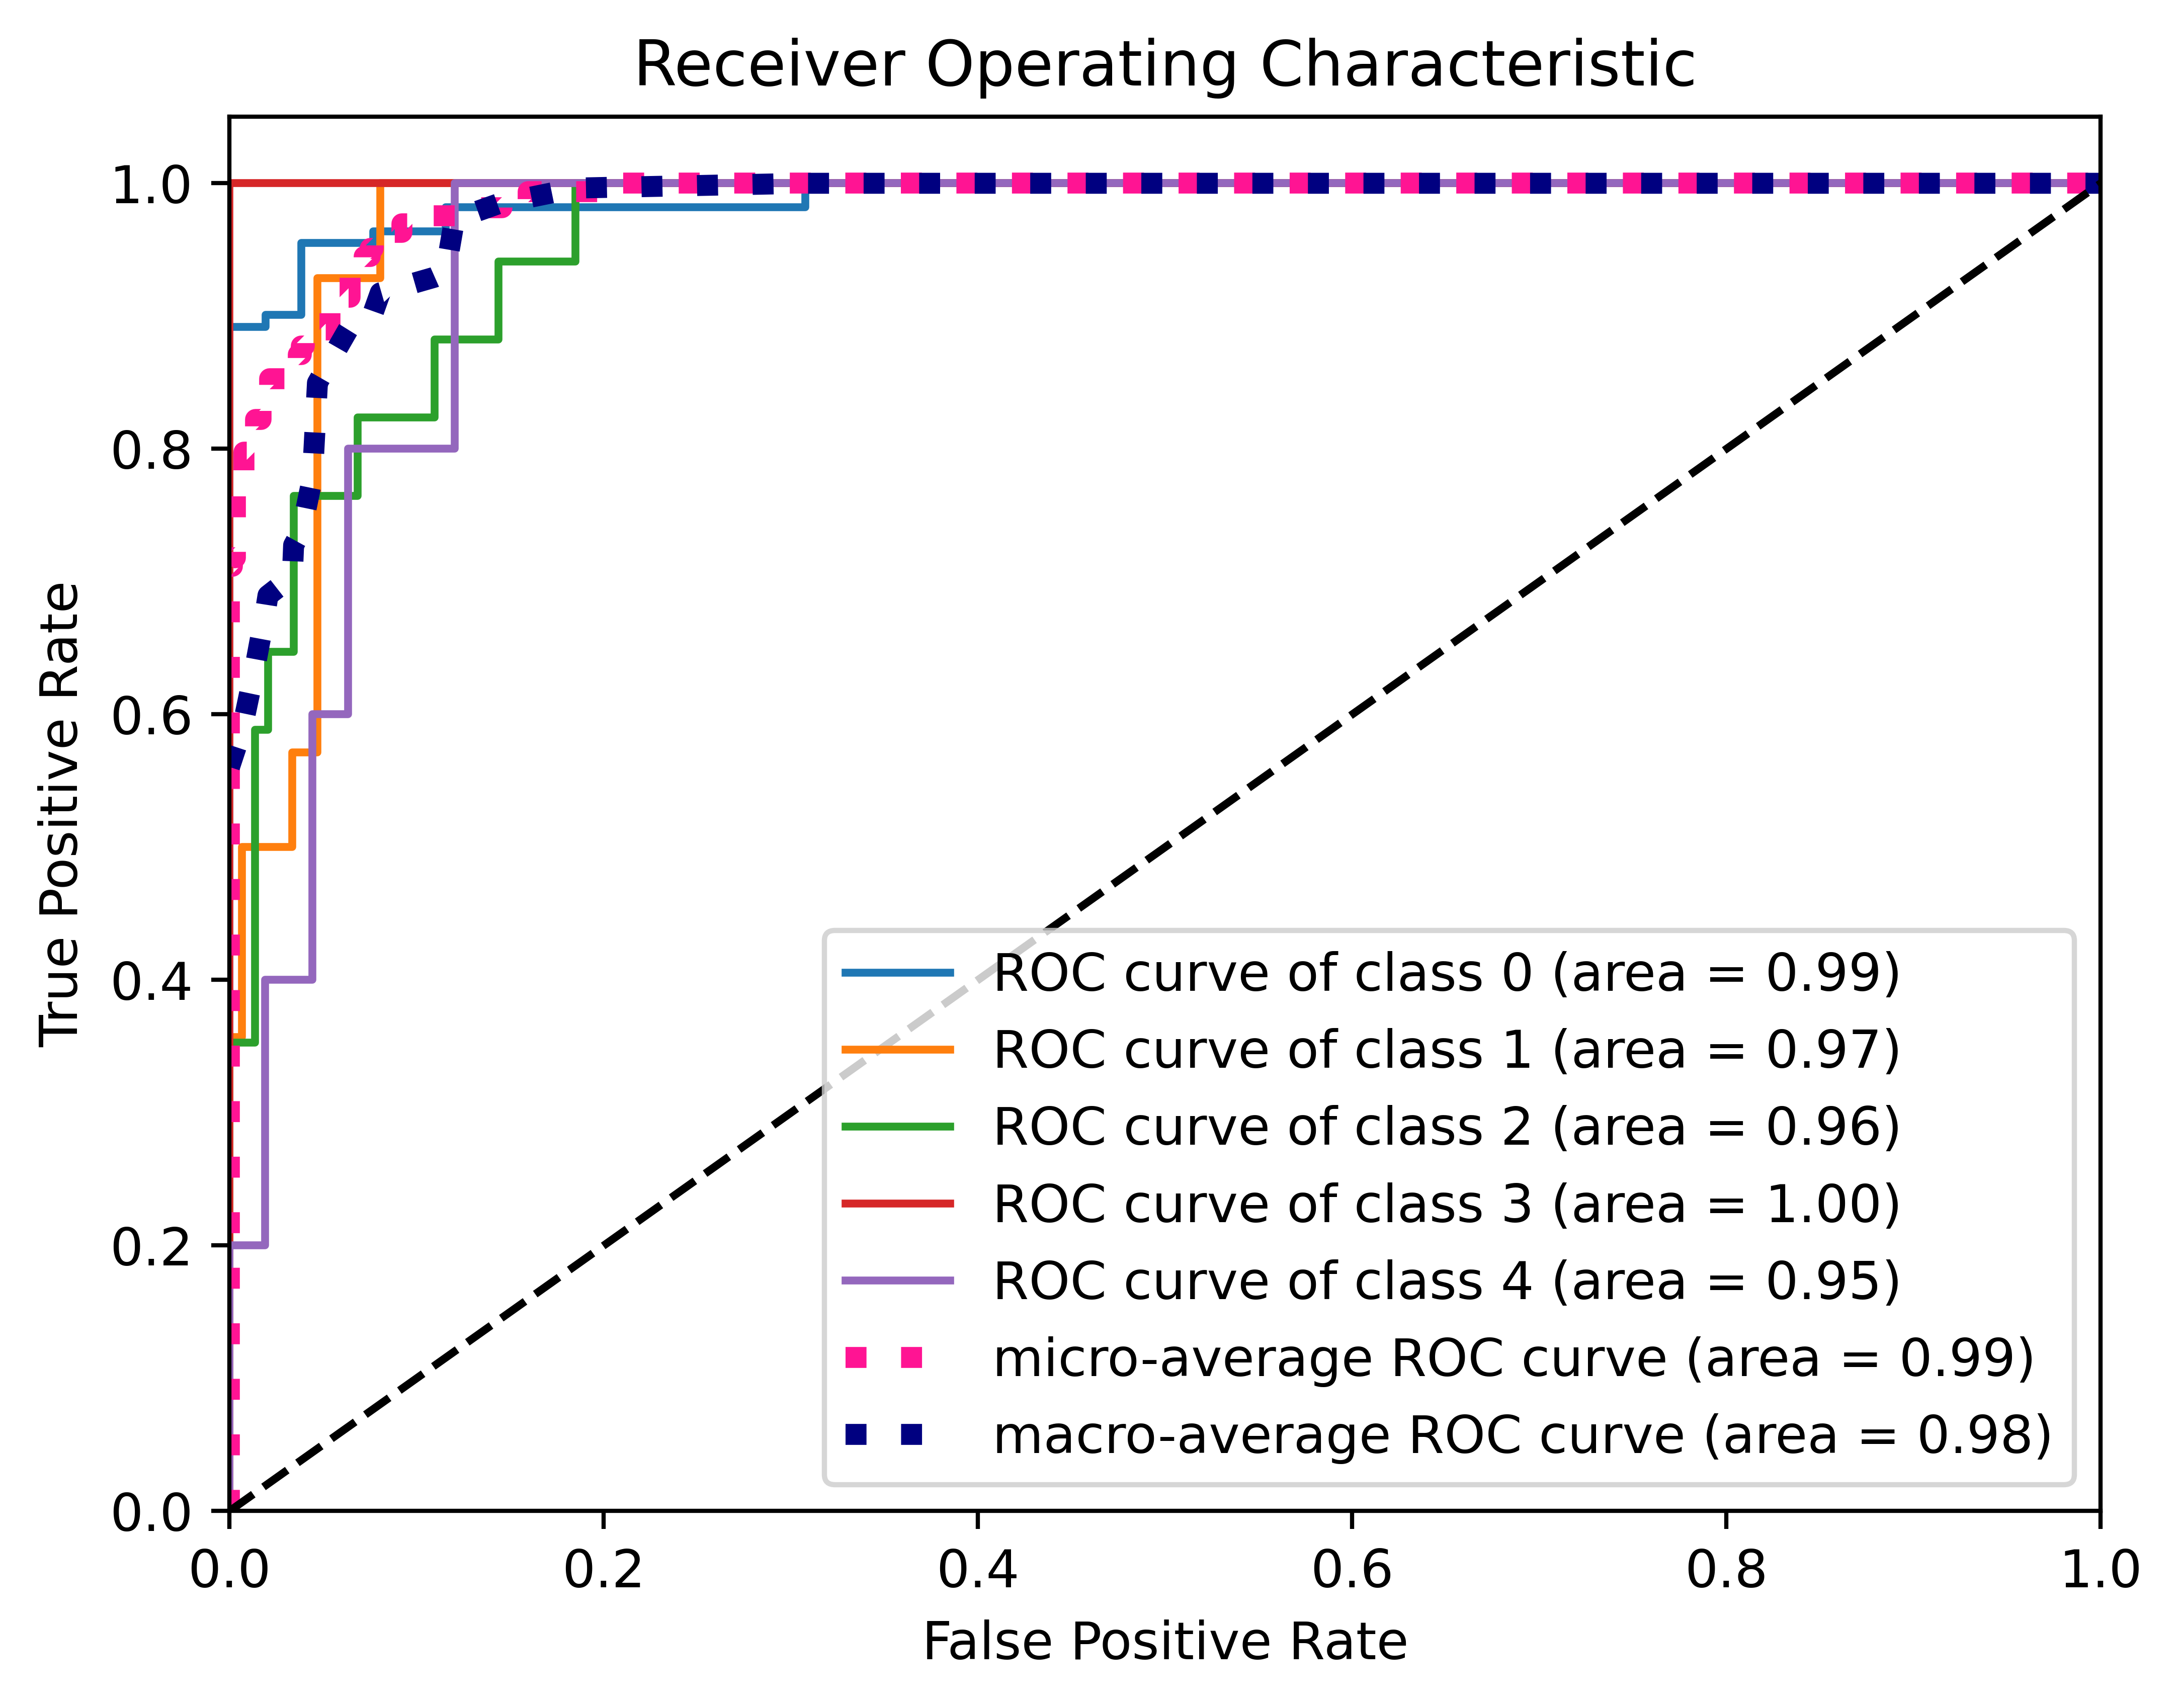 Receiver Operating Characteristic
1.0
0.8
0.6
0.4
0.2
0.0
True Positive Rate
ROC curve of class 0 (area = 0.99)
ROC curve of class 1 (area = 0.97)
ROC curve of class 2 (area = 0.96)
ROC curve of class 3 (area = 1.00)
ROC curve of class 4 (area = 0.95)
micro-average ROC curve (area = 0.99)
macro-average ROC curve (area = 0.98)
0.0 0.2 0.4 0.6 0.8 1.0
False Positive Rate